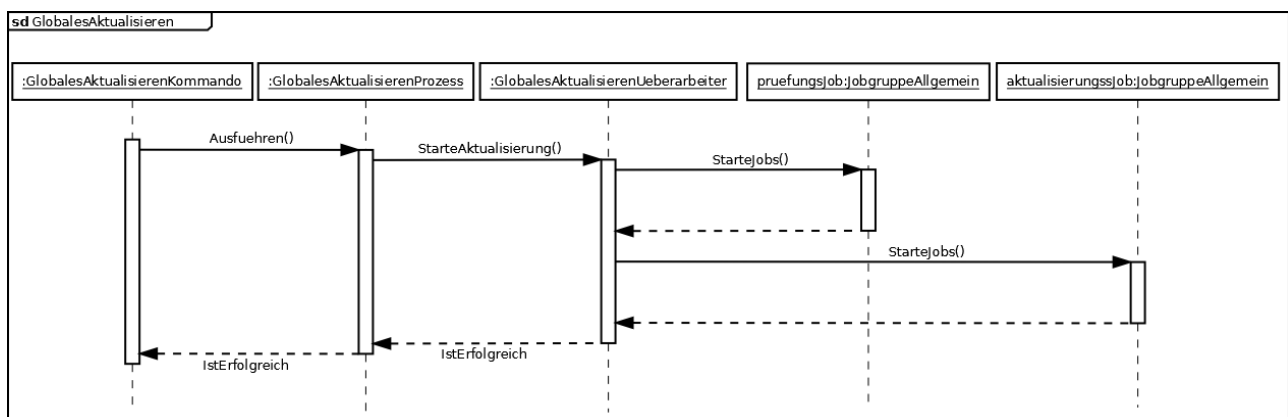 sd GlobalesAktualisieren
:GlobalesAktualisierenKommando
:GlobalesAktualisierenProzess
:GlobalesAktualisierenUeberarbeiter
pruefungsJob:JobgruppeAllgemein
aktualisierungssJob:JobgruppeAllgemein
Ausfuehren()
StarteAktualisierung()
StarteJobs()
StarteJobs()
IstErfolgreich
IstErfolgreich